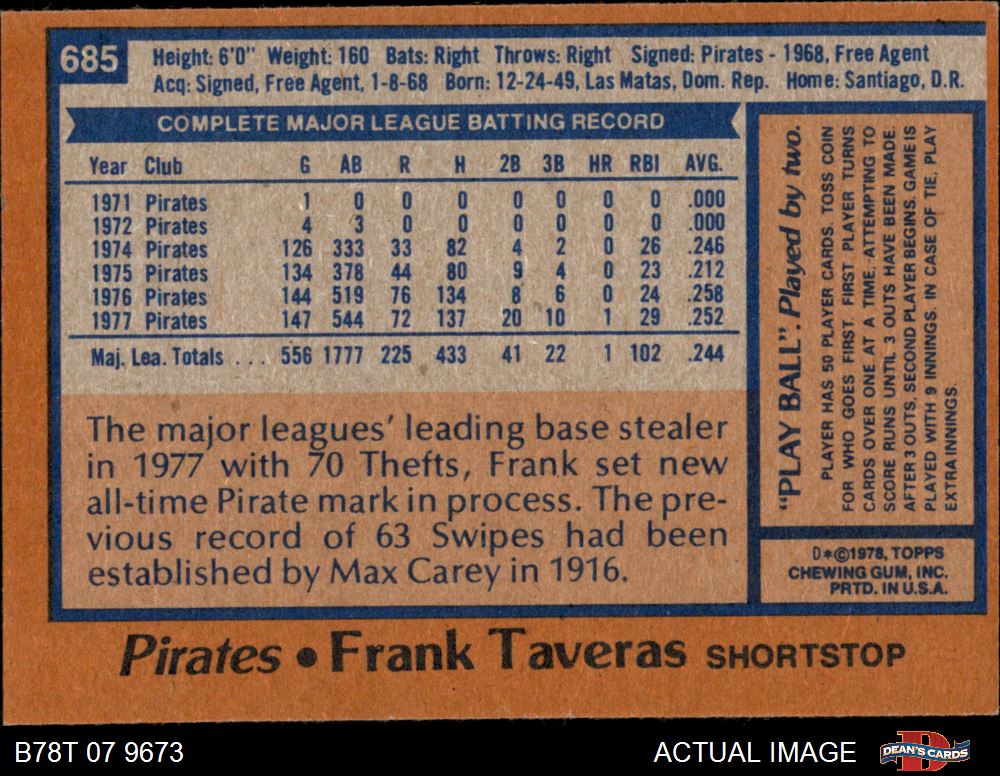 685
Height: 6'0" Weight: 160 Bats: Right Throws: Right Signed: Pirates - 1968, Free Agent
Acq: Signed, Free Agent, 1-8-68 Born: 12-24-49, Las Matas, Dom. Rep. Home: Santiago, D.R.
COMPLETE MAJOR LEAGUE BATTING RECORD
Year Club G AB R H 2B 3B HR RBI AVG.
1971 Pirates 1 0 0 0 0 0 0 0 .000
1972 Pirates 4 3 0 0 0 0 0 0 .000
1974 Pirates 126 333 33 82 4 2 0 26 .246
1975 Pirates 134 378 44 80 9 4 0 23 .212
1976 Pirates 144 519 76 134 8 6 0 24 .258
1977 Pirates 147 544 72 137 20 10 1 29 .252
Maj. Lea. Totals . . . 556 1777 225 433 41 22 1 102 .244
The major leagues' leading base stealer
in 1977 with 70 Thefts, Frank set new
all-time Pirate mark in process. The pre-
vious record of 63 Swipes had been
established by Max Carey in 1916.
"PLAY BALL". Played by two.
PLAYER HAS 50 PLAYER CARDS. TOSS COIN
FOR WHO GOES FIRST. FIRST PLAYER TURNS
CARDS OVER ONE AT A TIME, ATTEMPTING TO
SCORE RUNS UNTIL 3 OUTS HAVE BEEN MADE.
AFTER 3 OUTS, SECOND PLAYER BEGINS. GAME IS
PLAYED WITH 9 INNINGS. IN CASE OF TIE, PLAY
EXTRA INNINGS.
D*©1978, TOPPS
CHEWING GUM, INC.
PRTD. IN U.S.A.
Pirates • Frank Taveras SHORTSTOP
B78T 07 9673
ACTUAL IMAGE
DEAN'S CARDS